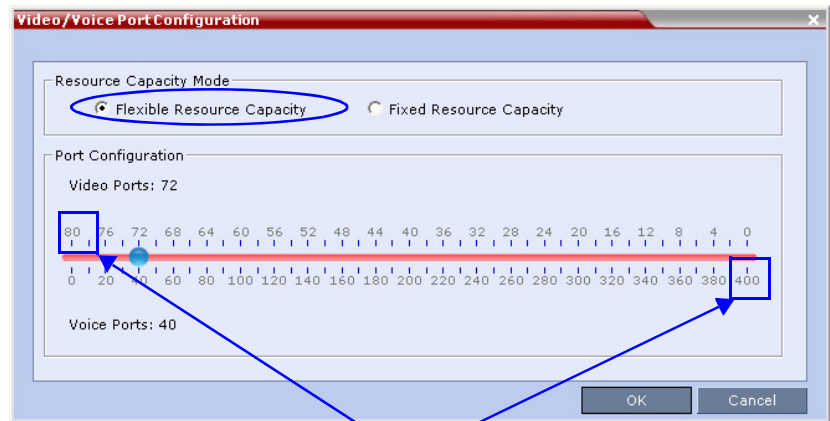 Video/Voice Port Configuration
Resource Capacity Mode
Flexible Resource Capacity Fixed Resource Capacity
Port Configuration
Video Ports: 72
80 76 72 68 64 60 56 52 48 44 40 36 32 28 24 20 16 12 8 4 0
0 20 40 60 80 100 120 140 160 180 200 220 240 260 280 300 320 340 360 380 400
Voice Ports: 40
OK Cancel